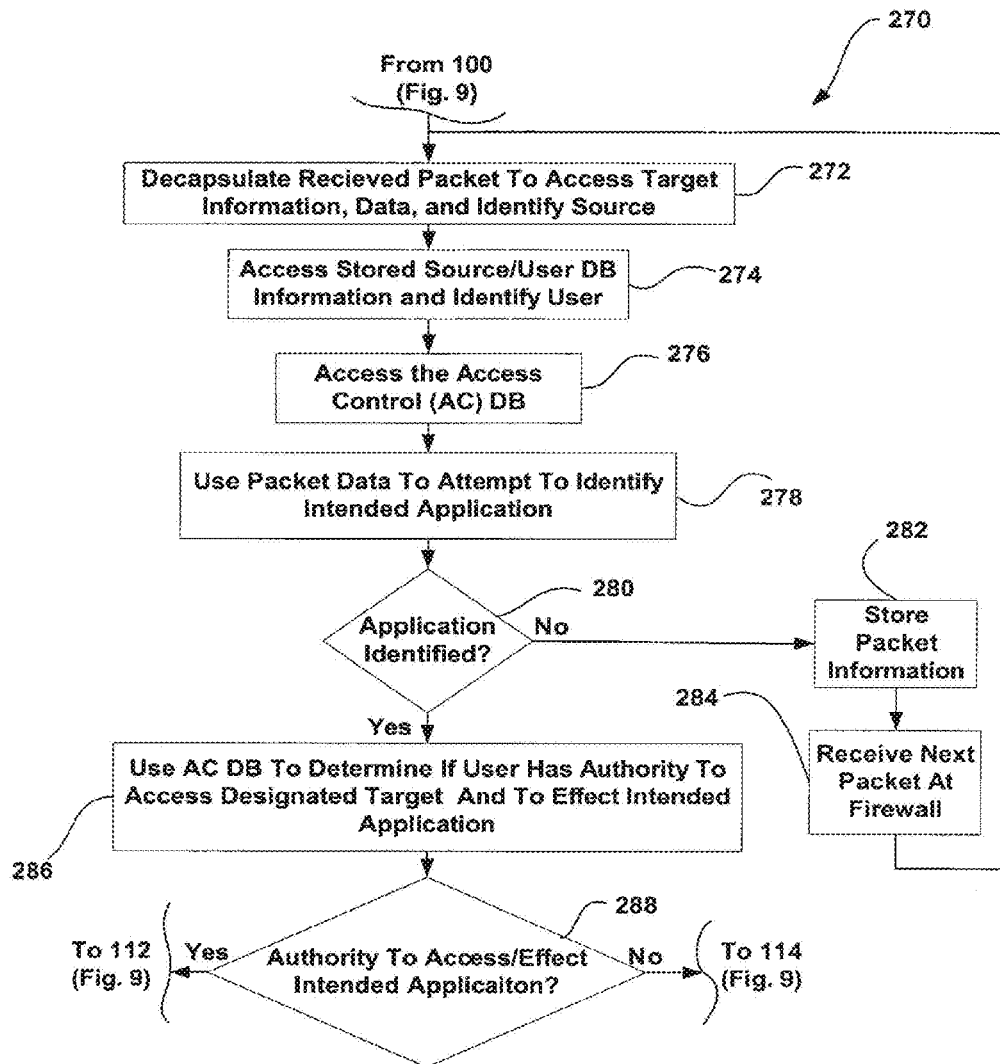 270
From 100
(Fig. 9)
Decapsulate Recieved Packet To Access Target
Information, Data, and Identify Source
272
Access Stored Source/User DB
Information and Identify User
274
Access the Access
Control (AC) DB
276
Use Packet Data To Attempt To Identify
Intended Application
278
280
Application
Identified?
No
282
Store
Packet
Information
284
Receive Next
Packet At
Firewall
Yes
Use AC DB To Determine If User Has Authority To
Access Designated Target And To Effect Intended
Application
286
288
To 112
(Fig. 9)
Yes
Authority To Access/Effect
Intended Applicaiton?
No
To 114
(Fig. 9)